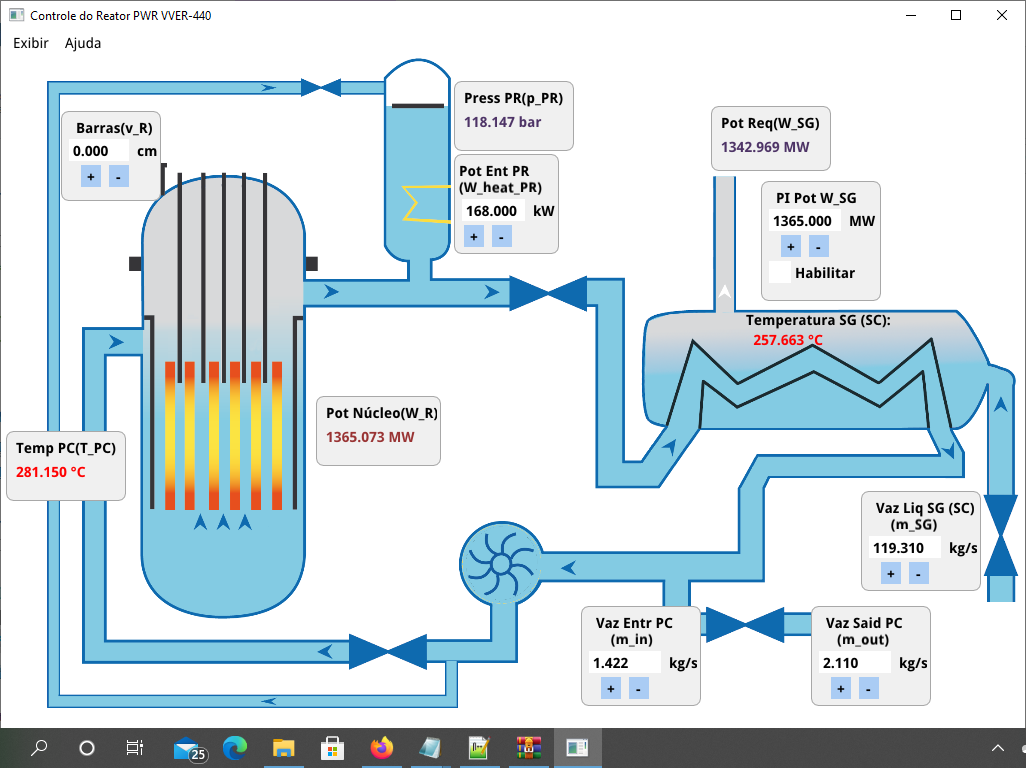 Controle do Reator PWR VVER-440
Exibir Ajuda
Barras(v_R)
0.000 cm
+ -
Press PR(p_PR)
118.147 bar
Pot Ent PR
(W_heat_PR)
168.000 kW
+ -
Pot Req(W_SG)
1342.969 MW
PI Pot W_SG
1365.000 MW
+ -
Habilitar
Temperatura SG (SC):
257.663 °C
Pot Núcleo(W_R)
1365.073 MW
Temp PC(T_PC)
281.150 °C
Vaz Liq SG (SC)
(m_SG)
119.310 kg/s
+ -
Vaz Entr PC
(m_in)
1.422 kg/s
+ -
Vaz Said PC
(m_out)
2.110 kg/s
+ -
25